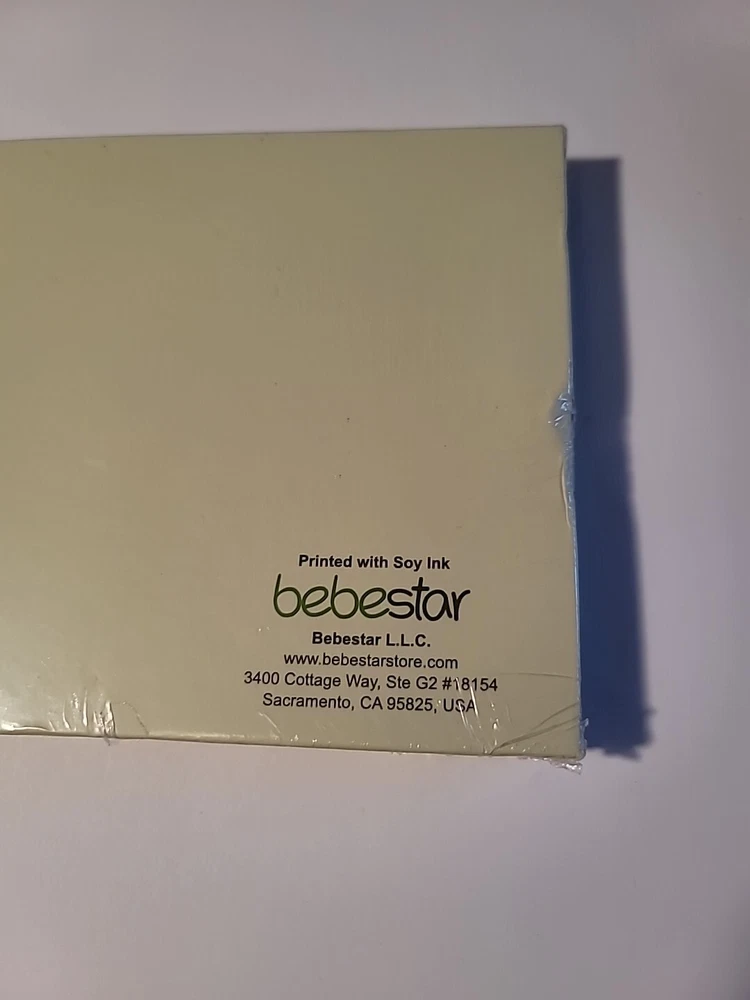 Printed with Soy Ink
bebestar
Bebestar L.L.C.
www.bebestarstore.com
3400 Cottage Way, Ste G2 #18154
Sacramento, CA 95825, USA